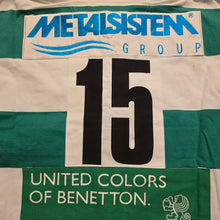 METALSISTEM
GROUP
15
UNITED COLORS
OF BENETTON.